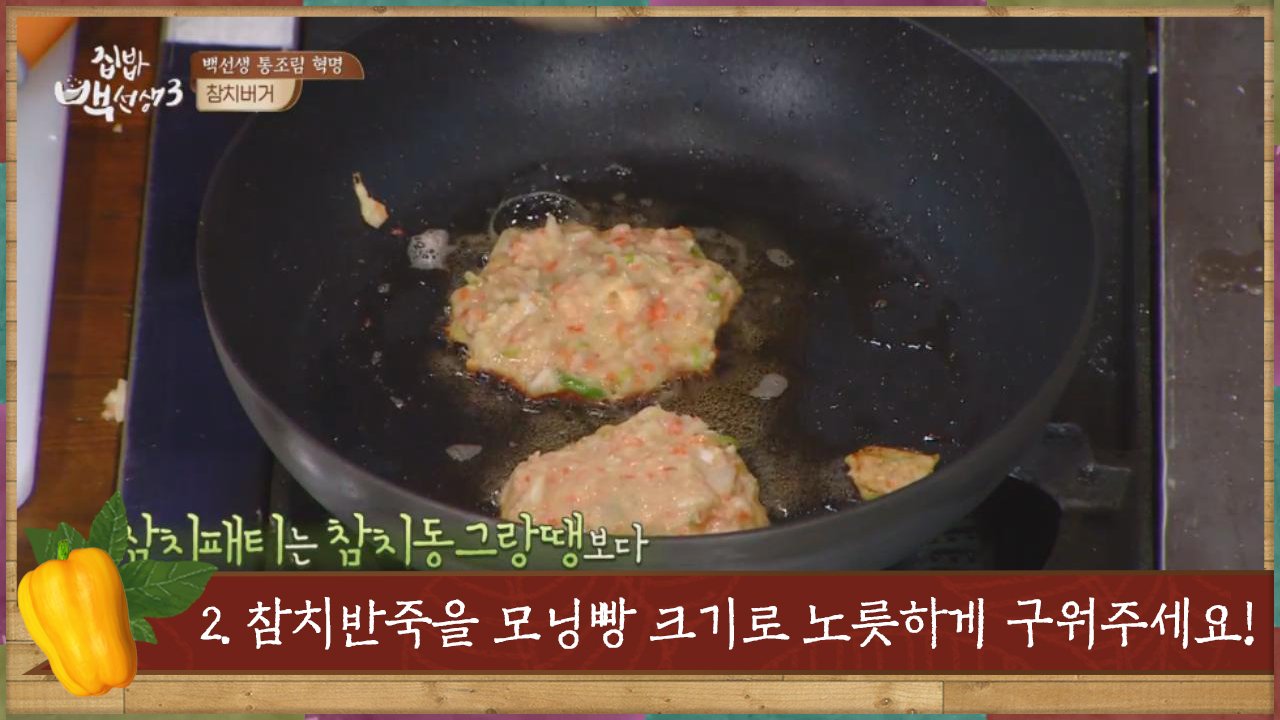 집밥
백선생3
백선생 통조림 혁명
참치버거
참치패티는 참치동그랑땡보다
2. 참치반죽을 모닝빵 크기로 노릇하게 구워주세요!